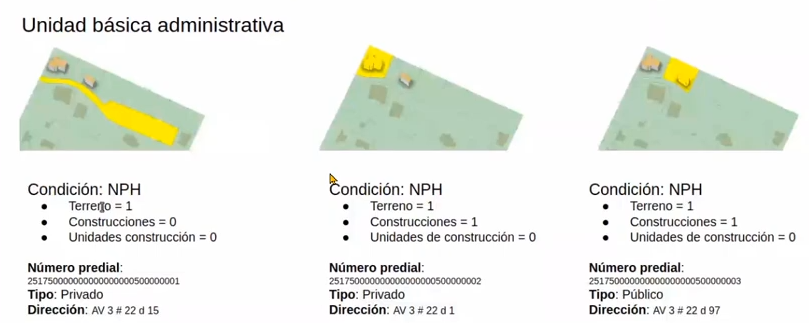 Unidad básica administrativa
Condición: NPH
● Terreno = 1
● Construcciones = 0
● Unidades construcción = 0
Número predial:
251750000000000000000500000001
Tipo: Privado
Dirección: AV 3 # 22 d 15
Condición: NPH
● Terreno = 1
● Construcciones = 1
● Unidades de construcción = 0
Número predial:
251750000000000000000500000002
Tipo: Privado
Dirección: AV 3 # 22 d 1
Condición: NPH
● Terreno = 1
● Construcciones = 1
● Unidades de construcción = 0
Número predial:
251750000000000000000500000003
Tipo: Público
Dirección: AV 3 # 22 d 97